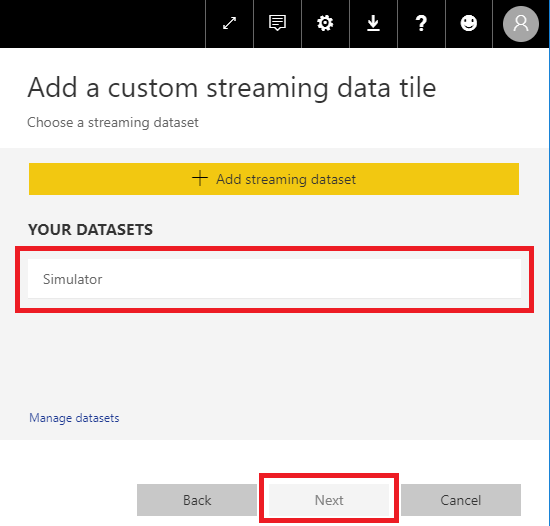 Add a custom streaming data tile
Choose a streaming dataset
Add streaming dataset
YOUR DATASETS
Simulator
Manage datasets
Back Next Cancel